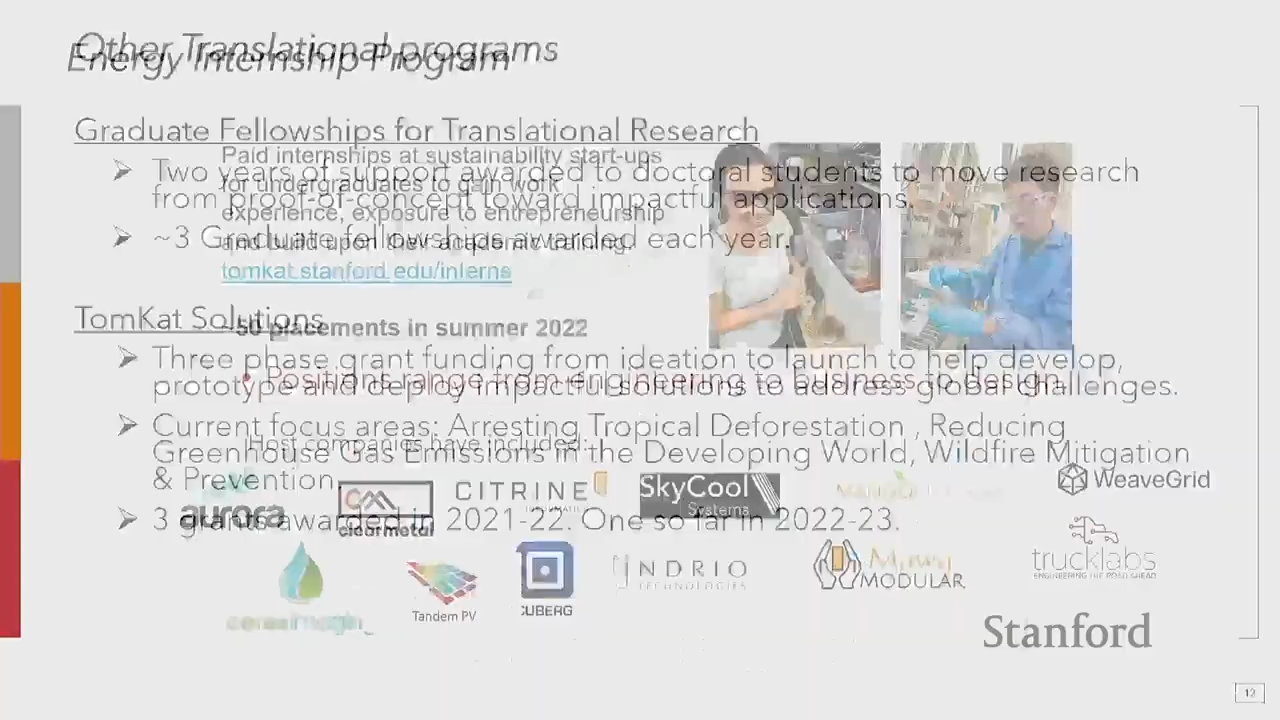 Other Translational programs
Energy Internship Program
Graduate Fellowships for Translational Research
Paid internships at sustainability start-ups
➤ Two years of support awarded to doctoral students to move research
for undergraduates to gain work
from proof-of-concept toward impactful applications.
experience, exposure to entrepreneurship
➤ ~3 Graduate fellowships awarded each year.
and build upon their academic training.
tomkat.stanford.edu/interns
TomKat Solutions
~50 placements in summer 2022
➤ Three phase grant funding from ideation to launch to help develop,
• Positions range from engineering to business to design
prototype and deploy impactful solutions to address global challenges.
➤ Current focus areas: Arresting Tropical Deforestation , Reducing
Host companies have included:
Greenhouse Gas Emissions in the Developing World, Wildfire Mitigation
& Prevention
WeaveGrid
CITRINE
SkyCool
Systems
aurora
➤ 3 grants awarded in 2021-22. One so far in 2022-23.
clearmetal
INDRIO
TECHNOLOGIES
MODULAR
trucklabs
ENGINEERING THE ROAD AHEAD
Tandem PV
CUBERG
Stanford
12